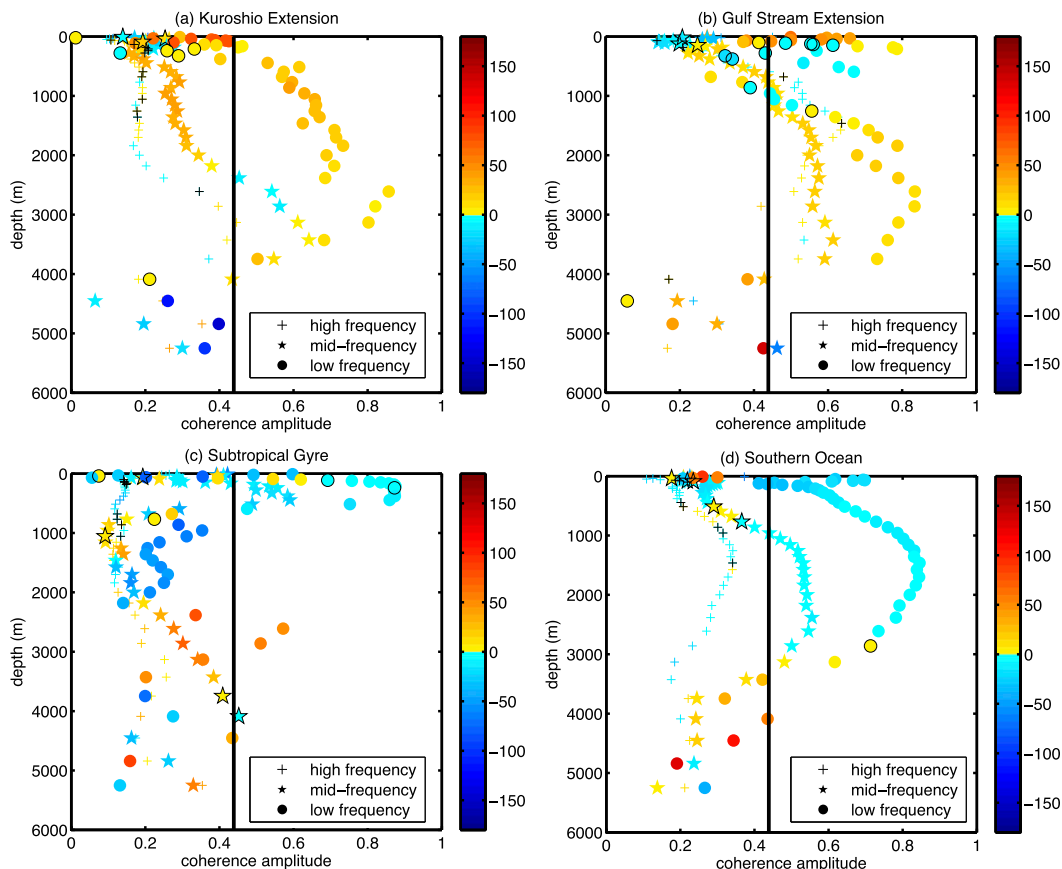 (a) Kuroshio Extension
0
1000
2000
3000
4000
5000
6000
depth (m)
0 0.2 0.4 0.6 0.8 1
coherence amplitude
high frequency
mid−frequency
low frequency
150
100
50
0
−50
−100
−150
(b) Gulf Stream Extension
0
1000
2000
3000
4000
5000
6000
depth (m)
0 0.2 0.4 0.6 0.8 1
coherence amplitude
high frequency
mid−frequency
low frequency
150
100
50
0
−50
−100
−150
(c) Subtropical Gyre
0
1000
2000
3000
4000
5000
6000
depth (m)
0 0.2 0.4 0.6 0.8 1
coherence amplitude
high frequency
mid−frequency
low frequency
150
100
50
0
−50
−100
−150
(d) Southern Ocean
0
1000
2000
3000
4000
5000
6000
depth (m)
0 0.2 0.4 0.6 0.8 1
coherence amplitude
high frequency
mid−frequency
low frequency
150
100
50
0
−50
−100
−150